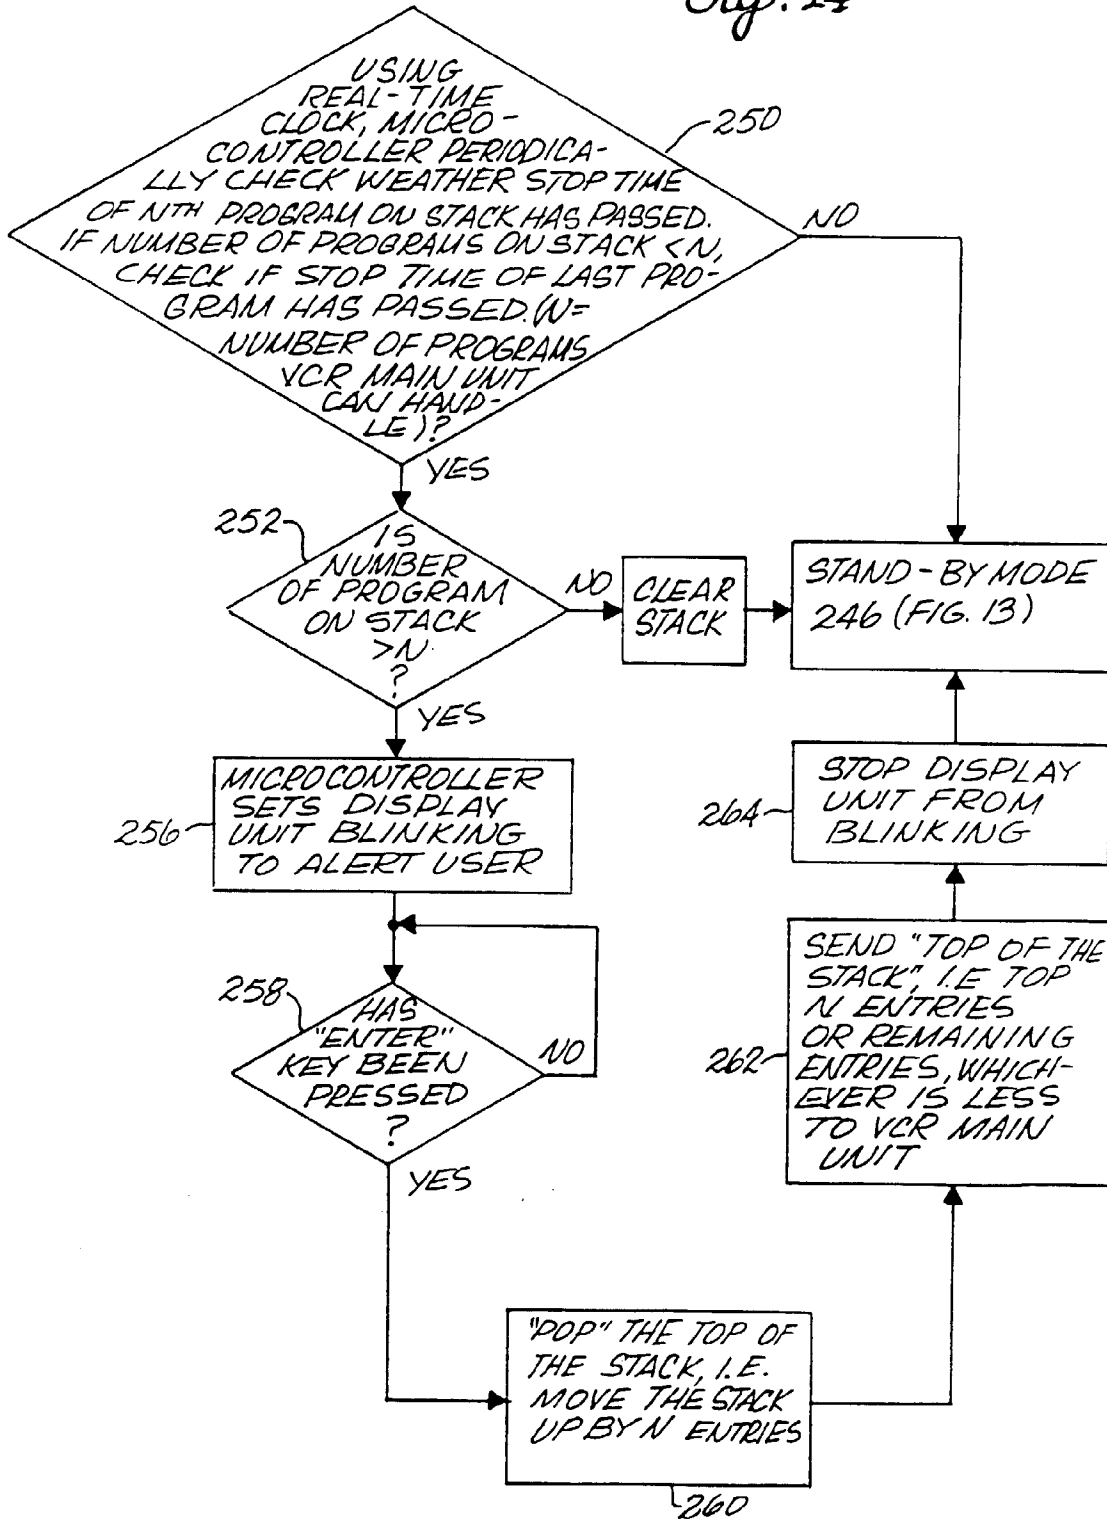 Fig. 14
USING
REAL-TIME
CLOCK, MICRO-
CONTROLLER PERIODICA-
LLY CHECK WEATHER STOP TIME
OF NTH PROGRAM ON STACK HAS PASSED.
IF NUMBER OF PROGRAMS ON STACK <N,
CHECK IF STOP TIME OF LAST PRO-
GRAM HAS PASSED. (N=
NUMBER OF PROGRAMS
VCR MAIN UNIT
CAN HAND-
LE)?
250
NO
YES
252
IS
NUMBER
OF PROGRAM
ON STACK
>N
?
NO
CLEAR
STACK
STAND-BY MODE
246 (FIG. 13)
YES
MICROCONTROLLER
SETS DISPLAY
UNIT BLINKING
TO ALERT USER
256
STOP DISPLAY
UNIT FROM
BLINKING
264
258
HAS
"ENTER"
KEY BEEN
PRESSED
?
NO
YES
SEND "TOP OF THE
STACK", I.E TOP
N ENTRIES
OR REMAINING
ENTRIES, WHICH-
EVER IS LESS
TO VCR MAIN
UNIT
262
"POP" THE TOP OF
THE STACK, I.E.
MOVE THE STACK
UP BY N ENTRIES
260